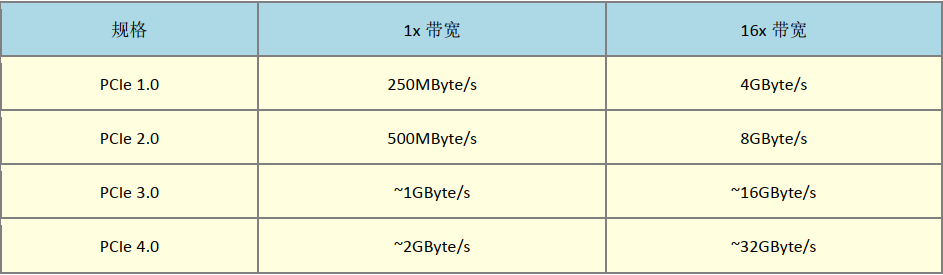 规格 1x 带宽 16x 带宽
PCIe 1.0 250MByte/s 4GByte/s
PCIe 2.0 500MByte/s 8GByte/s
PCIe 3.0 ~1GByte/s ~16GByte/s
PCIe 4.0 ~2GByte/s ~32GByte/s